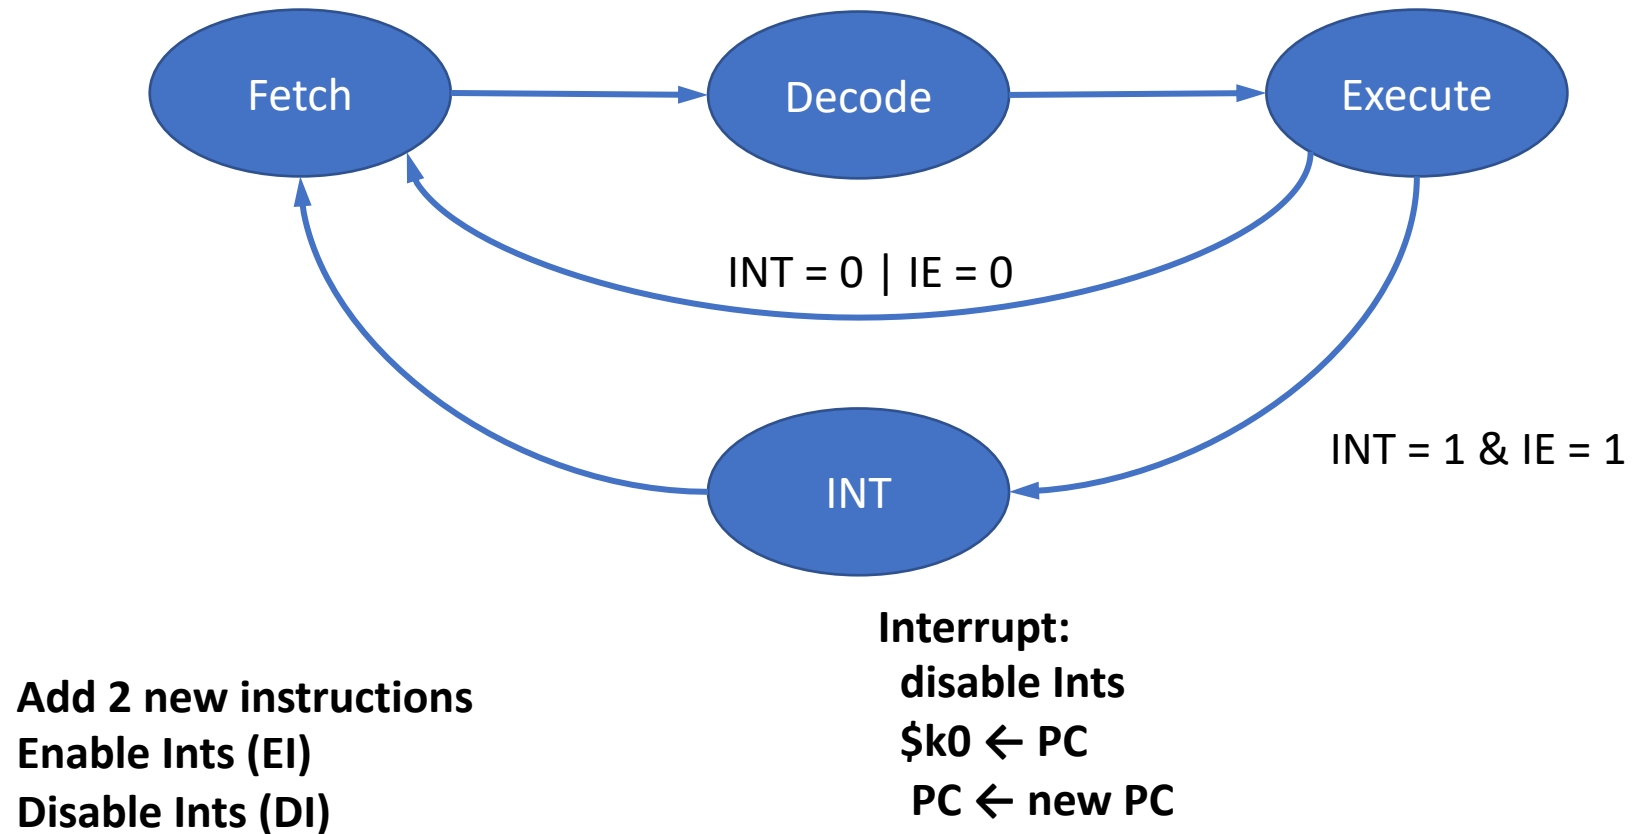 Fetch
Decode
Execute
INT = 0 | IE = 0
INT = 1 & IE = 1
INT
Interrupt:
disable Ints
$k0 ← PC
PC ← new PC
Add 2 new instructions
Enable Ints (EI)
Disable Ints (DI)